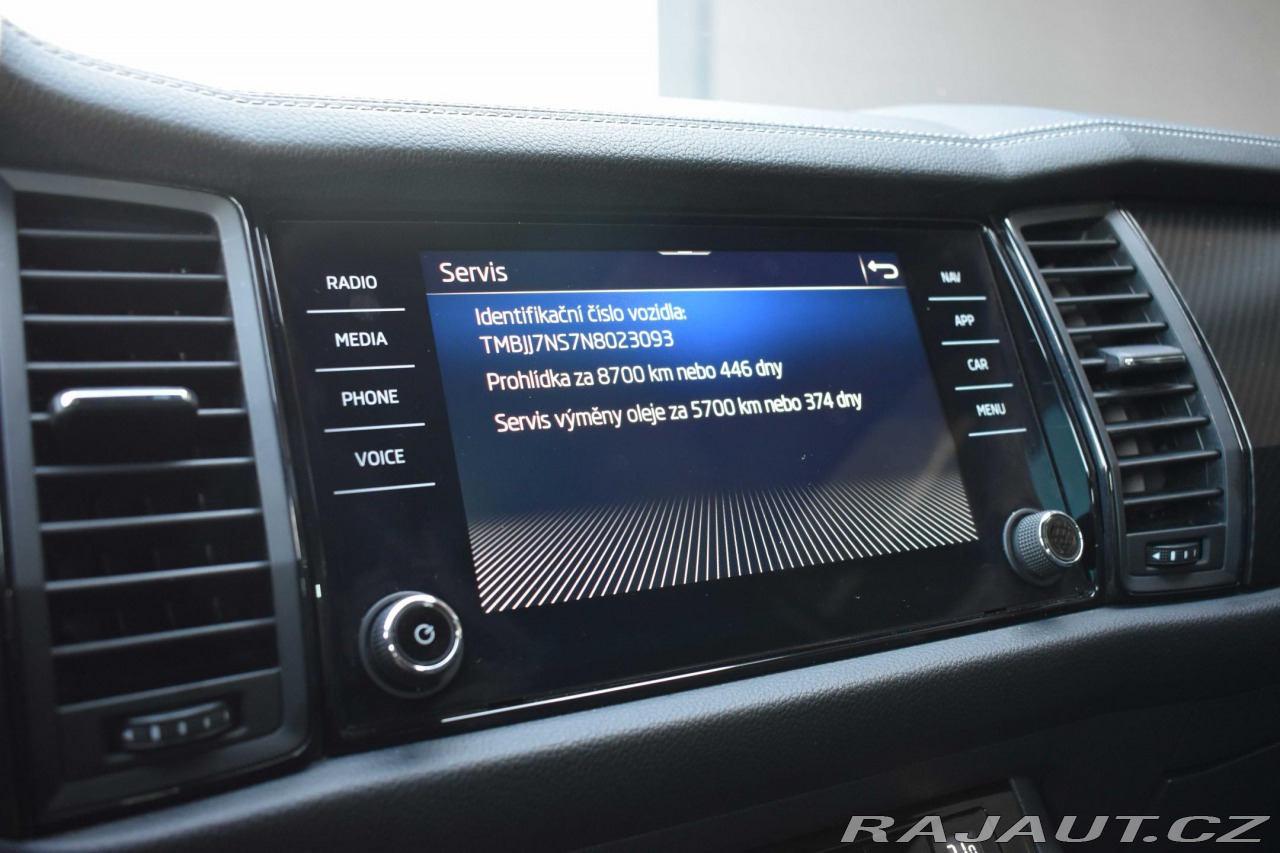 Servis
Identifikační číslo vozidla:
TMBJJ7NS7N8023093
Prohlídka za 8700 km nebo 446 dny
Servis výměny oleje za 5700 km nebo 374 dny
RADIO
MEDIA
PHONE
VOICE
NAV
APP
CAR
MENU
RAJAUT.CZ